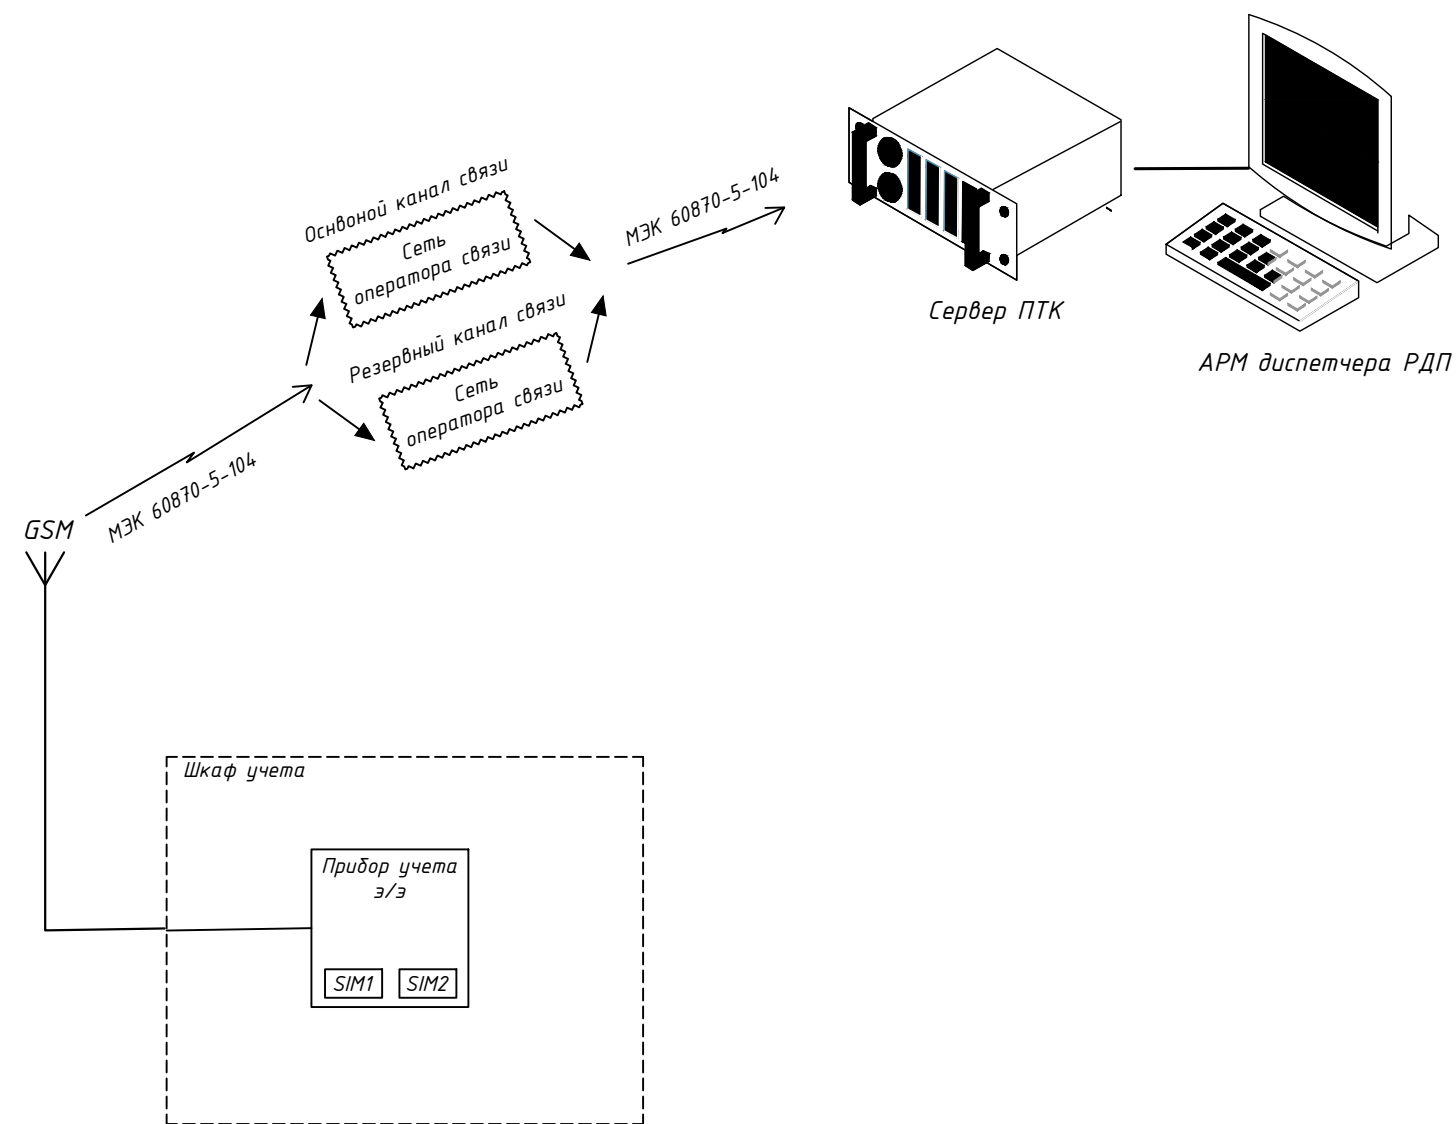 Оснвоной канал связи
Сеть
оператора связи
МЭК 60870-5-104
Резервный канал связи
Сеть
оператора связи
Сервер ПТК
АРМ диспетчера РДП
МЭК 60870-5-104
GSM
Шкаф учета
Прибор учета
э/э
SIM1
SIM2